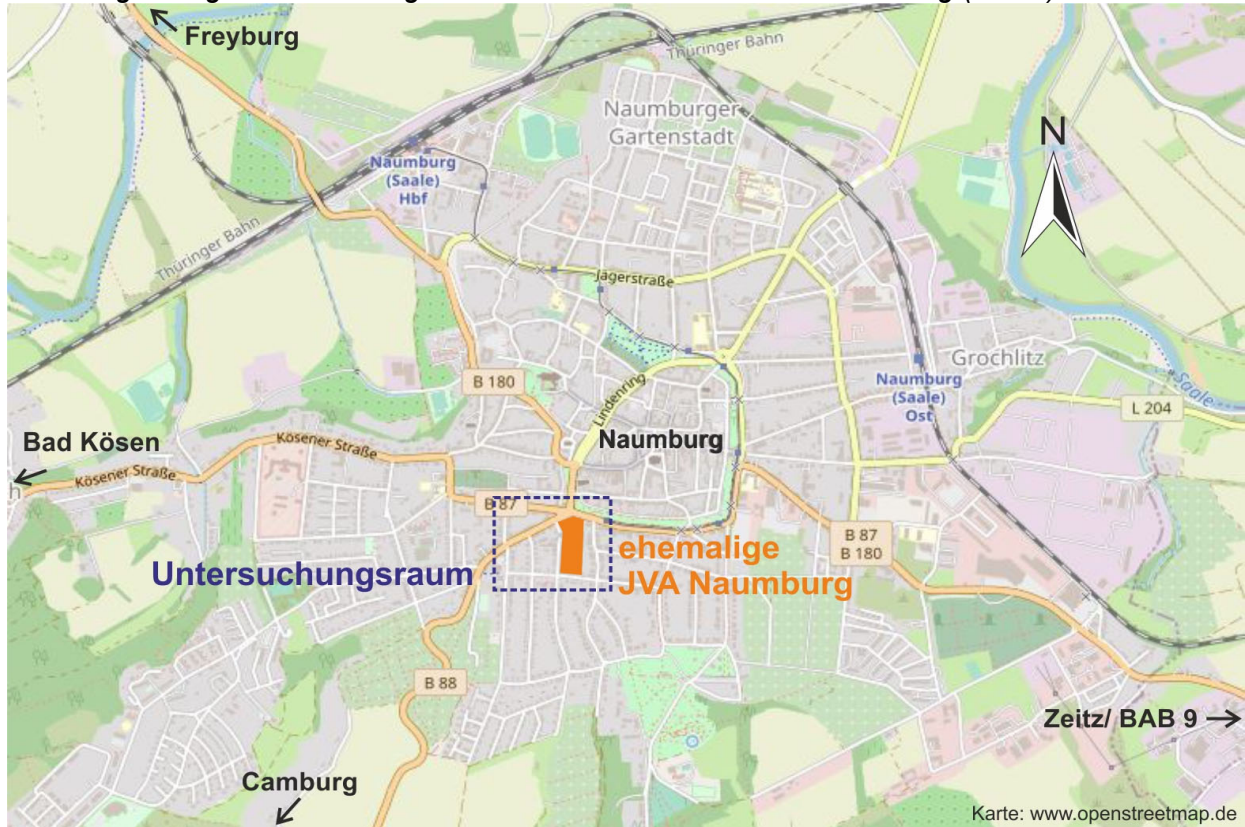 Freyburg
Thüringer Bahn
Naumburger
Gartenstadt
N
Naumburg
(Saale)
Hbf
Thüringer Bahn
Jägerstraße
Grochlitz
Naumburg
(Saale)
Ost
Saale
B 180
Lindenring
L 204
Bad Kösen
Kösener Straße
Kösener Straße
Naumburg
B 87
B 87
B 180
ehemalige
JVA Naumburg
Untersuchungsraum
B 88
Zeitz/ BAB 9
Camburg
Karte: www.openstreetmap.de